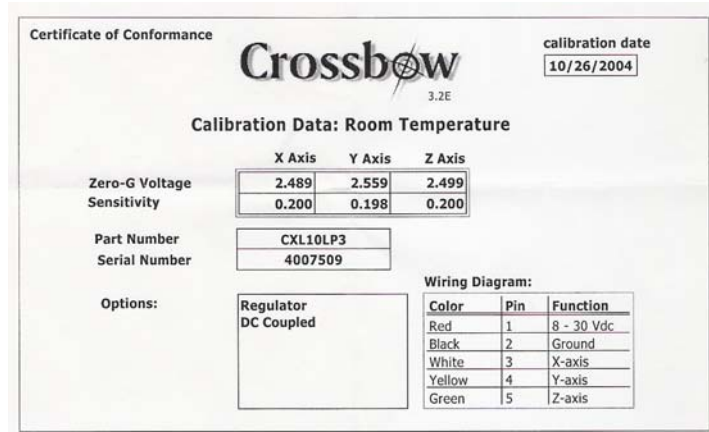 Certificate of Conformance
Crossbow
calibration date
10/26/2004
3.2E
Calibration Data: Room Temperature
X Axis Y Axis Z Axis
Zero-G Voltage 2.489 2.559 2.499
Sensitivity 0.200 0.198 0.200
Part Number CXL10LP3
Serial Number 4007509
Options:
Regulator
DC Coupled
Wiring Diagram:
Color Pin Function
Red 1 8 - 30 Vdc
Black 2 Ground
White 3 X-axis
Yellow 4 Y-axis
Green 5 Z-axis